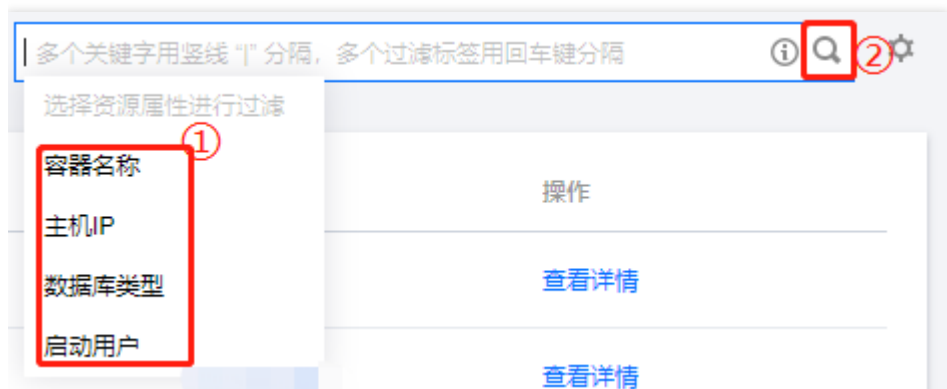 多个关键字用竖线 “|” 分隔，多个过滤标签用回车键分隔
②
选择资源属性进行过滤
①
容器名称
操作
主机IP
数据库类型
查看详情
启动用户
查看详情